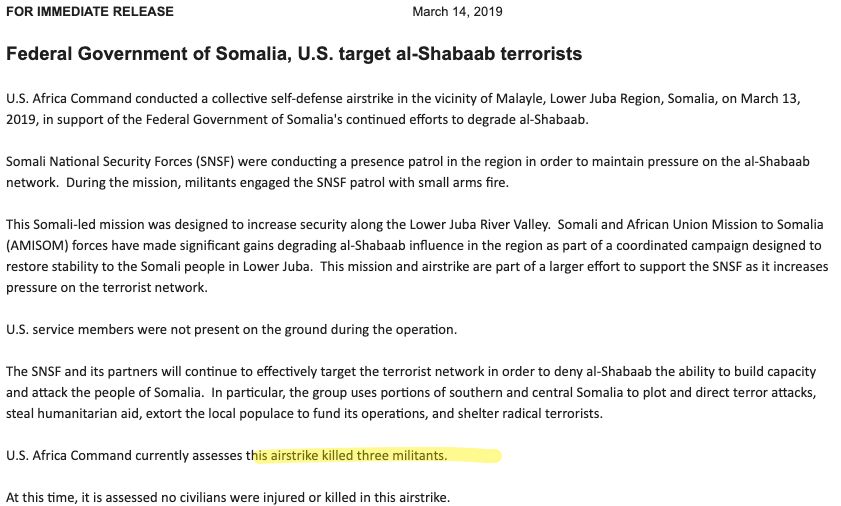 FOR IMMEDIATE RELEASE March 14, 2019
Federal Government of Somalia, U.S. target al-Shabaab terrorists
U.S. Africa Command conducted a collective self-defense airstrike in the vicinity of Malayle, Lower Juba Region, Somalia, on March 13,
2019, in support of the Federal Government of Somalia's continued efforts to degrade al-Shabaab.
Somali National Security Forces (SNSF) were conducting a presence patrol in the region in order to maintain pressure on the al-Shabaab
network.  During the mission, militants engaged the SNSF patrol with small arms fire.
This Somali-led mission was designed to increase security along the Lower Juba River Valley.  Somali and African Union Mission to Somalia
(AMISOM) forces have made significant gains degrading al-Shabaab influence in the region as part of a coordinated campaign designed to
restore stability to the Somali people in Lower Juba.  This mission and airstrike are part of a larger effort to support the SNSF as it increases
pressure on the terrorist network.
U.S. service members were not present on the ground during the operation.
The SNSF and its partners will continue to effectively target the terrorist network in order to deny al-Shabaab the ability to build capacity
and attack the people of Somalia.  In particular, the group uses portions of southern and central Somalia to plot and direct terror attacks,
steal humanitarian aid, extort the local populace to fund its operations, and shelter radical terrorists.
U.S. Africa Command currently assesses this airstrike killed three militants.
At this time, it is assessed no civilians were injured or killed in this airstrike.